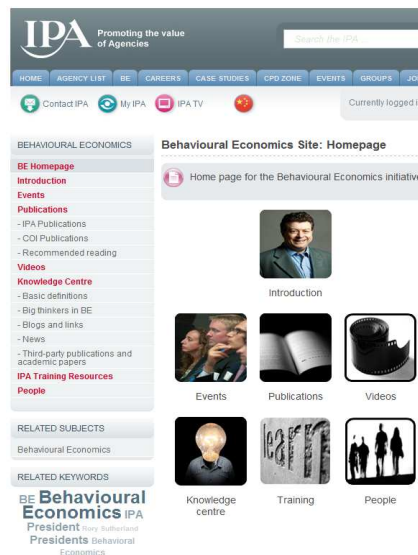 IPA
Promoting the value
of Agencies
Search the IPA...
HOME AGENCY LIST BE CAREERS CASE STUDIES CPD ZONE EVENTS GROUPS JO
Contact IPA My IPA IPA TV
Currently logged i
BEHAVIOURAL ECONOMICS
BE Homepage
Introduction
Events
Publications
- IPA Publications
- COI Publications
- Recommended reading
Videos
Knowledge Centre
- Basic definitions
- Big thinkers in BE
- Blogs and links
- News
- Third-party publications and
academic papers
IPA Training Resources
People
RELATED SUBJECTS
Behavioural Economics
RELATED KEYWORDS
BE Behavioural
Economics IPA
President Rory Sutherland
Presidents Behavioral
Economics
Behavioural Economics Site: Homepage
Home page for the Behavioural Economics initiative
Introduction
Events Publications Videos
learn
Knowledge
centre
Training People